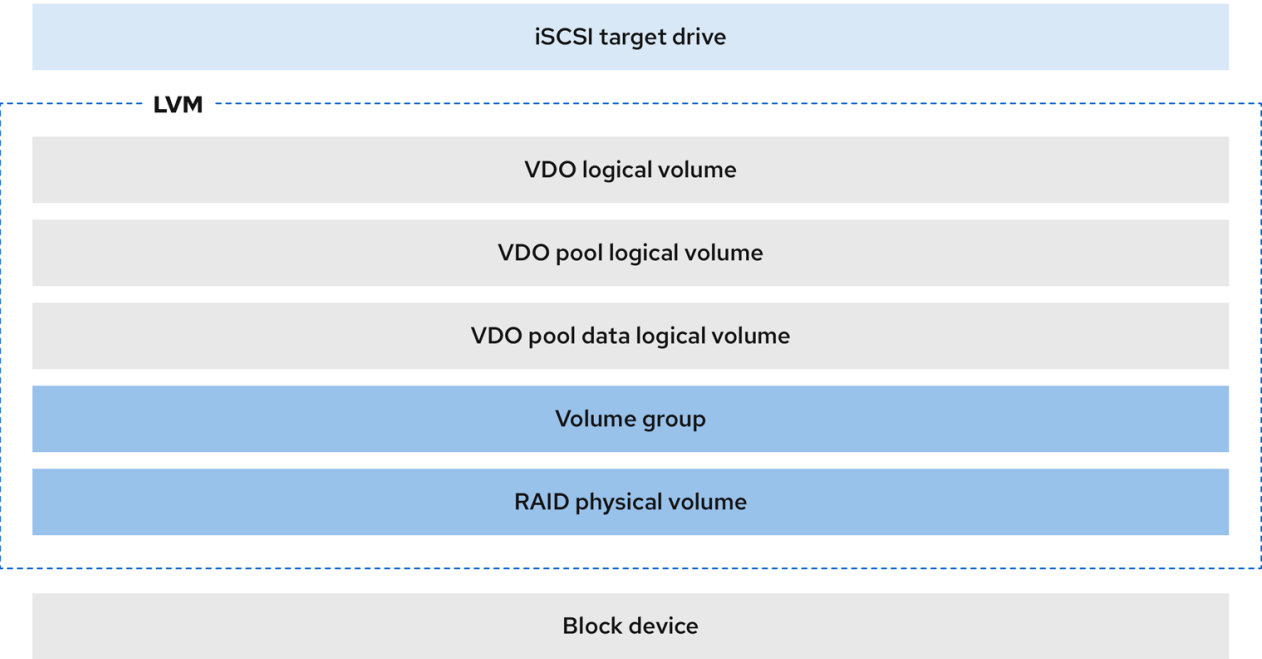 iSCSI target drive
LVM
VDO logical volume
VDO pool logical volume
VDO pool data logical volume
Volume group
RAID physical volume
Block device